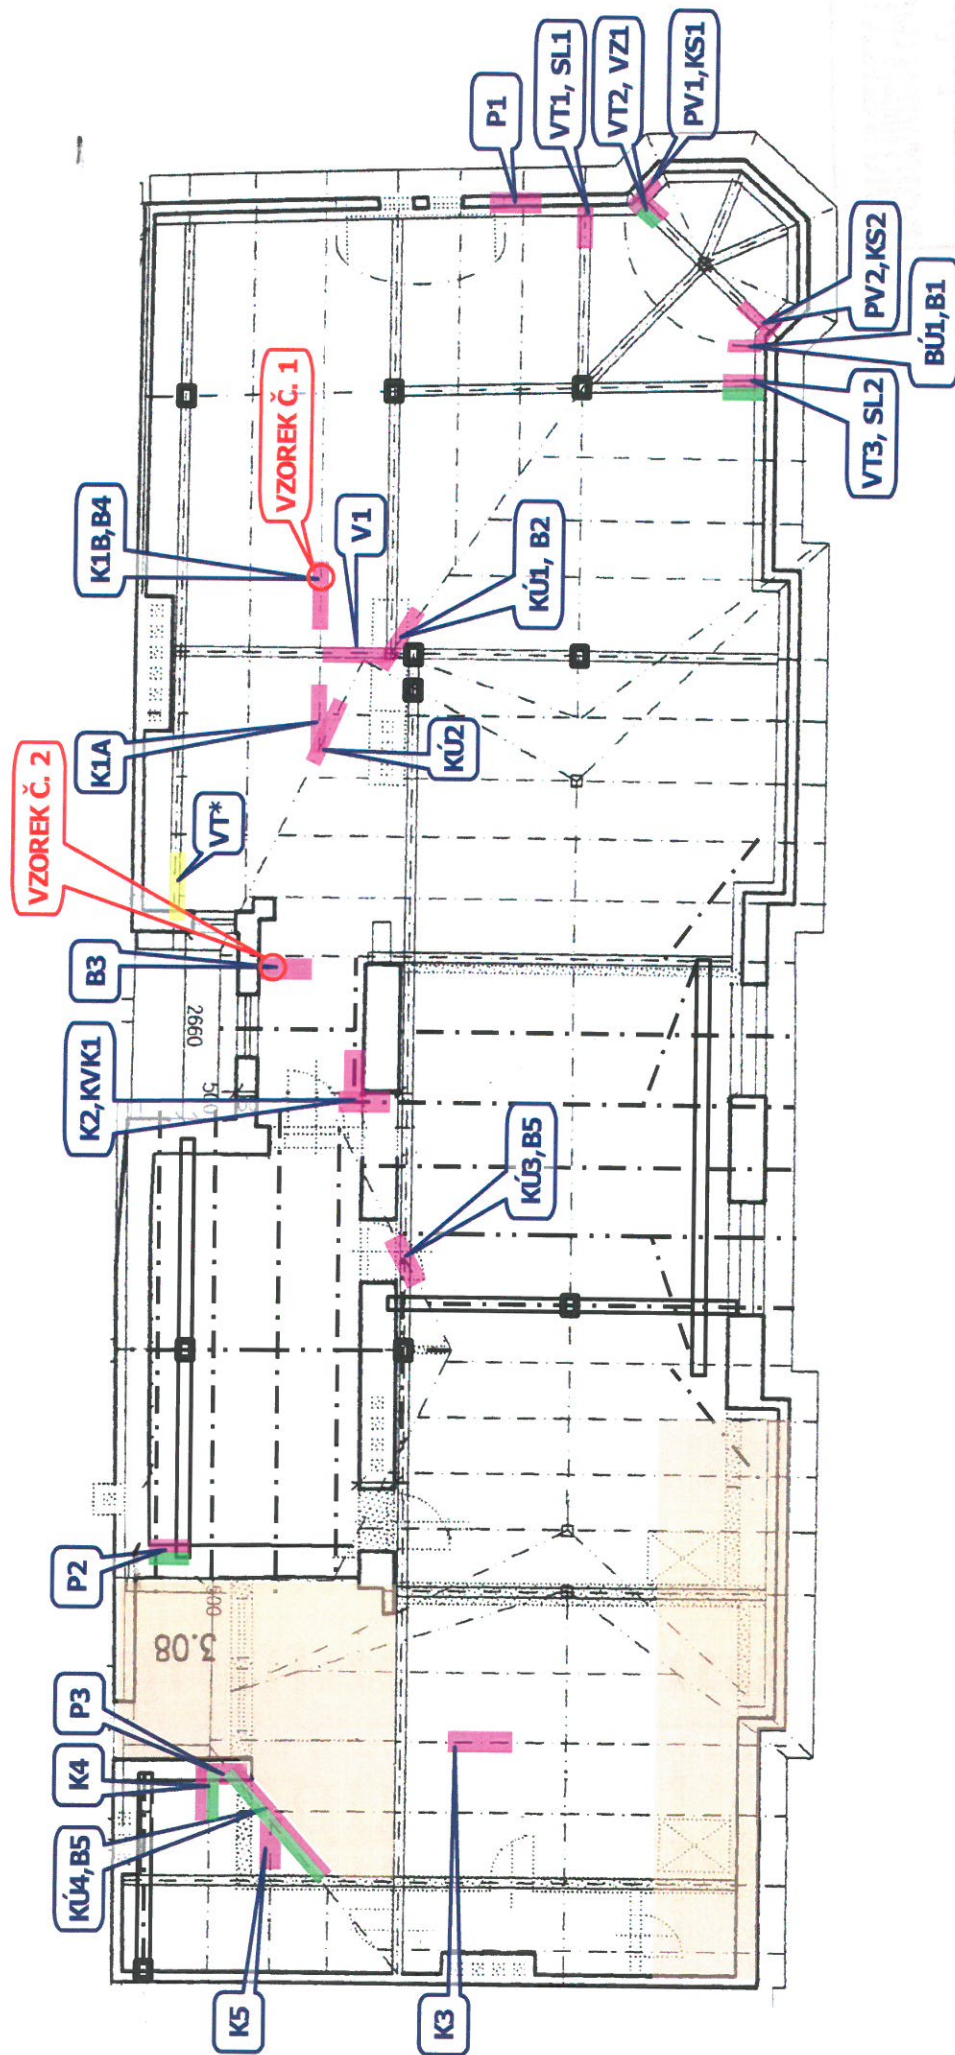 P1
VT1, SL1
VT2, VZ1
PV1,KS1
PV2,KS2
BÚ1,B1
VT3, SL2
VZOREK Č. 1
K1B,B4
V1
KÚ1, B2
K1A
KÚ2
VZOREK Č. 2
VT*
B3
2660
500
K2,KVK1
KÚ3,B5
P2
600
3.08
P3
K4
KÚ4,B5
K5
K3